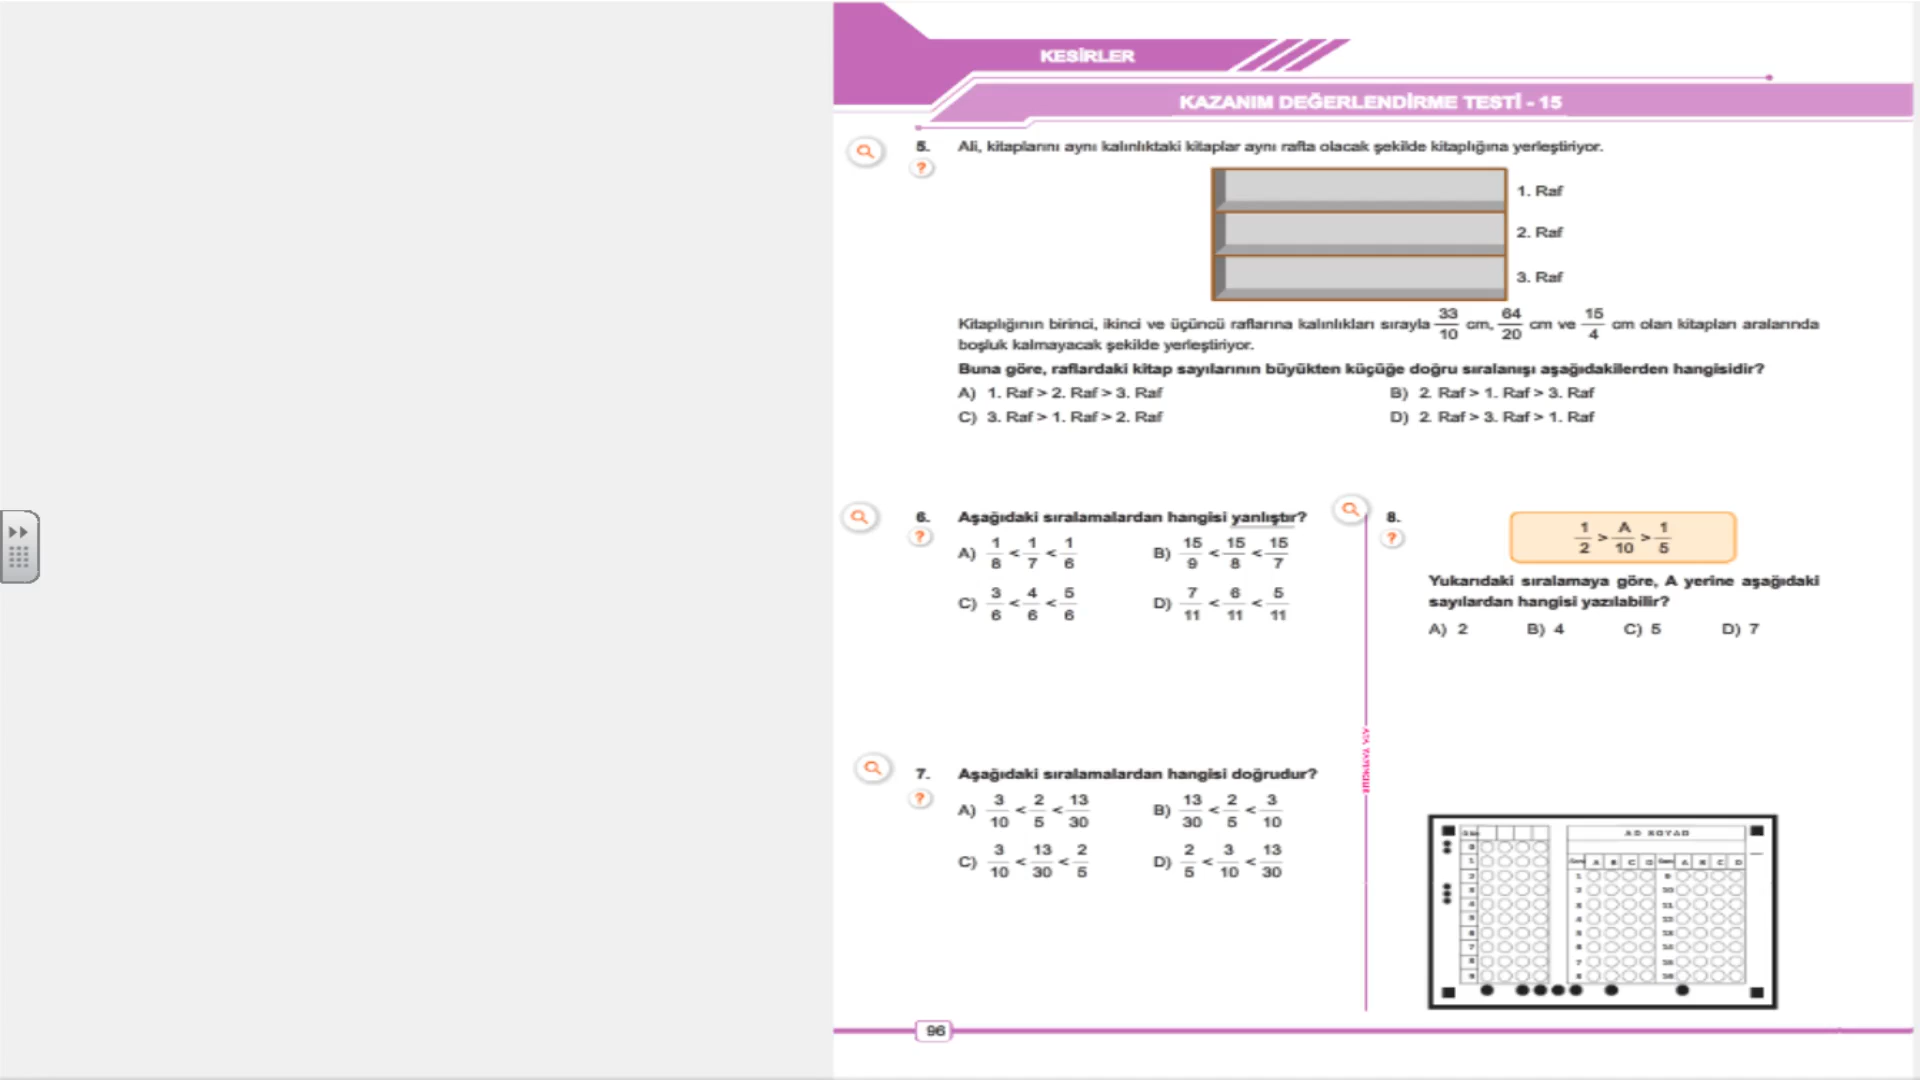 KESİRLER
KAZANIM DEĞERLENDİRME TESTİ - 15
5. Ali, kitaplarını aynı kalınlıktaki kitaplar aynı rafta olacak şekilde kitaplığına yerleştiriyor.
1. Raf
2. Raf
3. Raf
Kitaplığının birinci, ikinci ve üçüncü raflarına kalınlıkları sırayla 33/10 cm, 64/20 cm ve 15/4 cm olan kitapları aralarında
boşluk kalmayacak şekilde yerleştiriyor.
Buna göre, raflardaki kitap sayılarının büyükten küçüğe doğru sıralanışı aşağıdakilerden hangisidir?
A) 1. Raf > 2. Raf > 3. Raf B) 2. Raf > 1. Raf > 3. Raf
C) 3. Raf > 1. Raf > 2. Raf D) 2. Raf > 3. Raf > 1. Raf
6. Aşağıdaki sıralamalardan hangisi yanlıştır?
A) 1/8 < 1/7 < 1/6 B) 15/9 < 15/8 < 15/7
C) 3/6 < 4/6 < 5/6 D) 7/11 < 6/11 < 5/11
7. Aşağıdaki sıralamalardan hangisi doğrudur?
A) 3/10 < 2/5 < 13/30 B) 13/30 < 2/5 < 3/10
C) 3/10 < 13/30 < 2/5 D) 2/5 < 3/10 < 13/30
8. 1/2 > A/10 > 1/5
Yukarıdaki sıralamaya göre, A yerine aşağıdaki
sayılardan hangisi yazılabilir?
A) 2 B) 4 C) 5 D) 7
AD SOYAD
A B C D A B C D
96